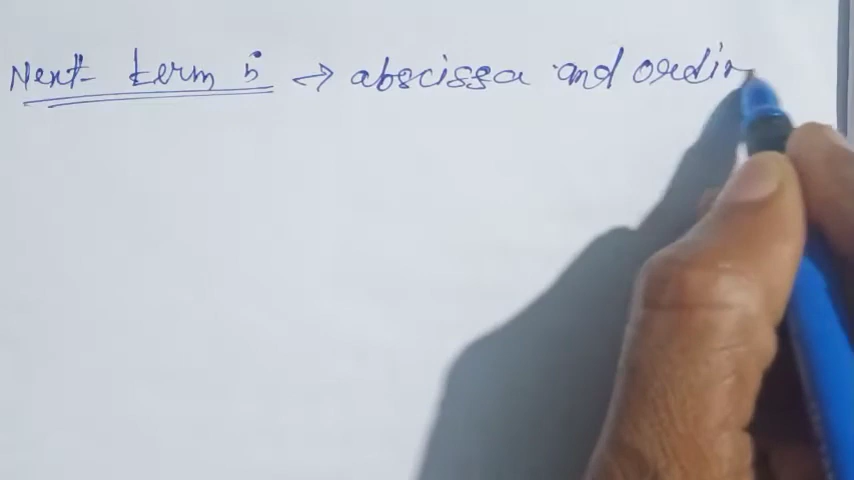 Next term is → abscissa and ordin